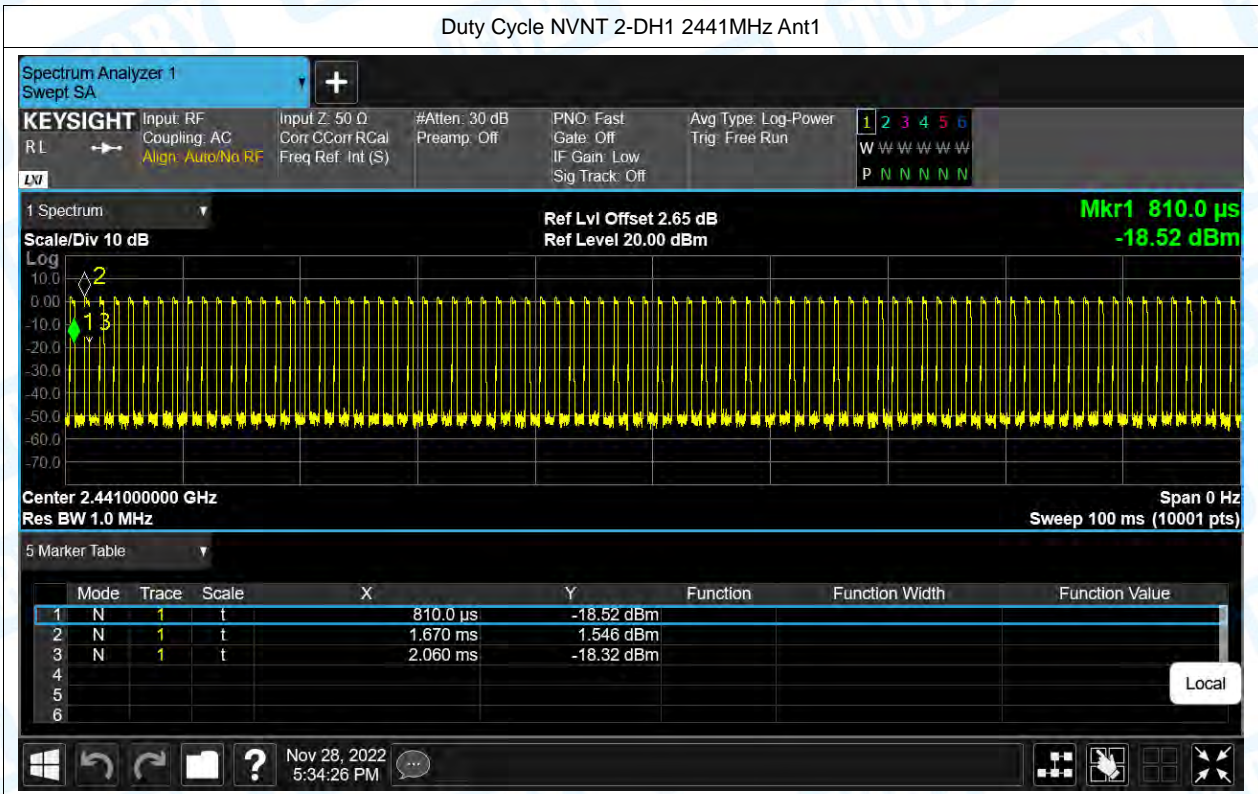 Duty Cycle NVNT 2-DH1 2441MHz Ant1
Spectrum Analyzer 1
Swept SA
+
KEYSIGHT Input: RF Input Z: 50 Ω #Atten: 30 dB PNO: Fast Avg Type: Log-Power 1 2 3 4 5 6
RL Coupling: AC Corr CCorr RCal Preamp: Off Gate: Off Trig: Free Run W W W W W W
Align: Auto/No RF Freq Ref: Int (S) IF Gain: Low P N N N N N
LXI Sig Track: Off
1 Spectrum Ref Lvl Offset 2.65 dB Mkr1 810.0 µs
Scale/Div 10 dB Ref Level 20.00 dBm -18.52 dBm
Log
10.0 2
0.00
-10.0 1 3
-20.0
-30.0
-40.0
-50.0
-60.0
-70.0
Center 2.441000000 GHz Span 0 Hz
Res BW 1.0 MHz Sweep 100 ms (10001 pts)
5 Marker Table
Mode Trace Scale X Y Function Function Width Function Value
1 N 1 t 810.0 µs -18.52 dBm
2 N 1 t 1.670 ms 1.546 dBm
3 N 1 t 2.060 ms -18.32 dBm
4
5
6
Local
? Nov 28, 2022
5:34:26 PM